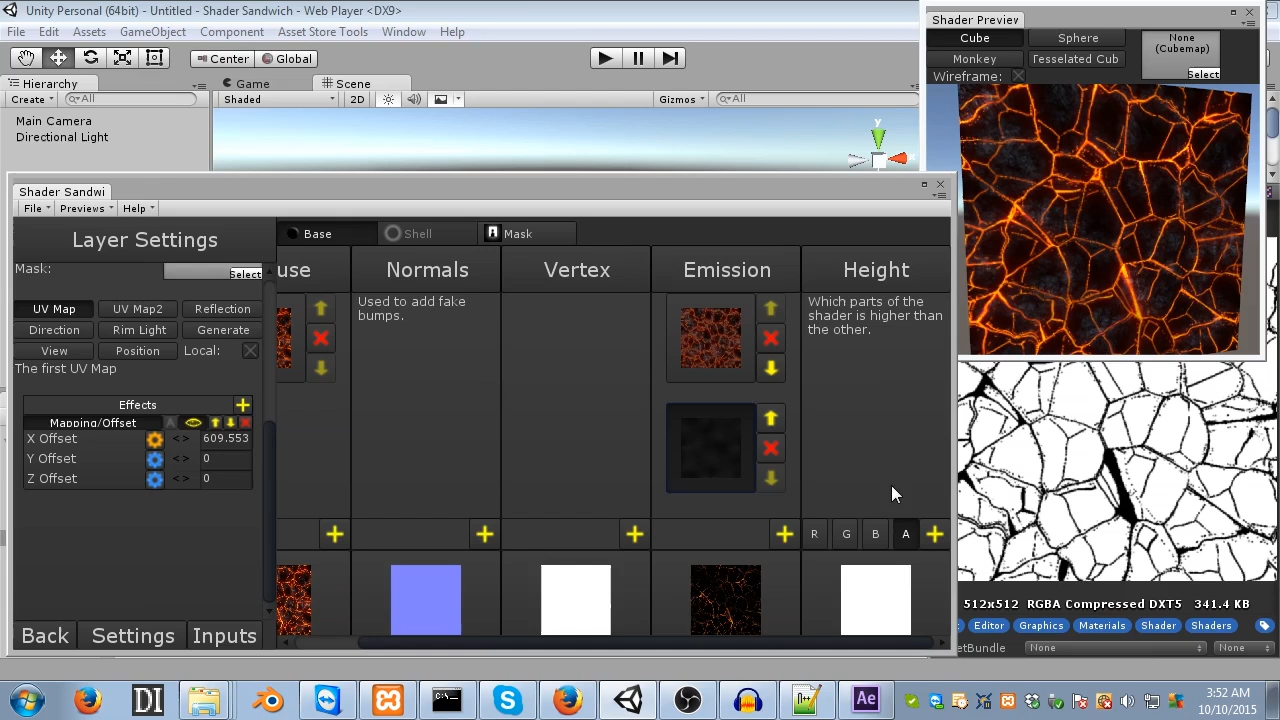 Unity Personal (64bit) - Untitled - Shader Sandwich - Web Player <DX9>
File Edit Assets GameObject Component Asset Store Tools Window Help
Center Global
Hierarchy
Create All
Main Camera
Directional Light
Game Scene
Shaded 2D Gizmos All
Shader Preview
Cube Sphere
Monkey Tesselated Cub
None
(Cubemap)
Select
Wireframe:
Shader Sandwi
File Previews Help
Layer Settings
Mask: Select
UV Map UV Map2 Reflection
Direction Rim Light Generate
View Position Local:
The first UV Map
Effects
Mapping/Offset
X Offset <> 609.553
Y Offset <> 0
Z Offset <> 0
Back Settings Inputs
Base Shell Mask
use Normals Vertex Emission Height
Used to add fake
bumps.
Which parts of the
shader is higher than
the other.
R G B A
512x512 RGBA Compressed DXT5 341.4 KB
Editor Graphics Materials Shader Shaders
etBundle None None
DI
Ae
3:52 AM
10/10/2015